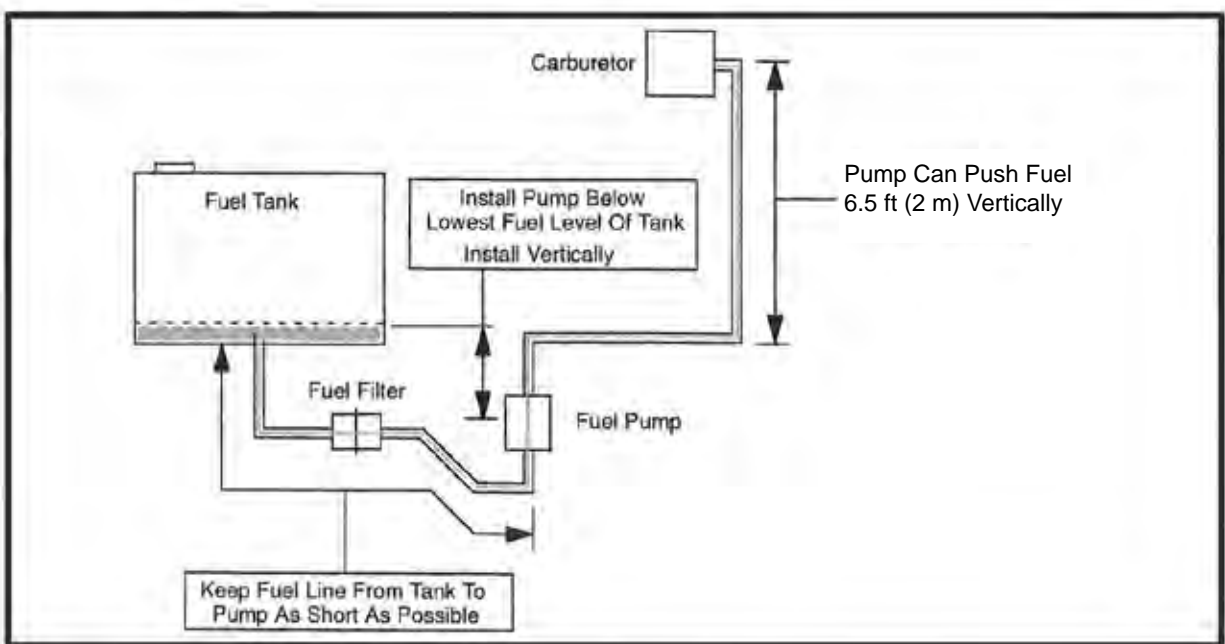 Carburetor
Pump Can Push Fuel
6.5 ft (2 m) Vertically
Fuel Tank
Install Pump Below
Lowest Fuel Level Of Tank
Install Vertically
Fuel Filter
Fuel Pump
Keep Fuel Line From Tank To
Pump As Short As Possible